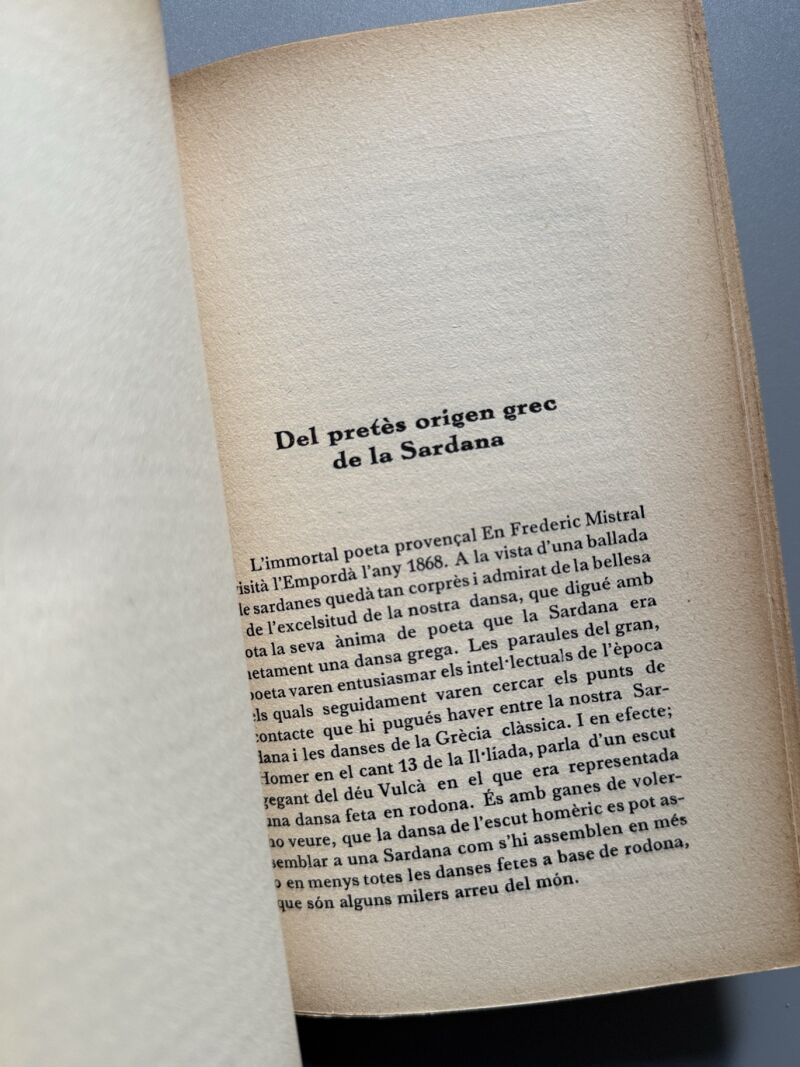 Del pretès origen grec
de la Sardana
L'immortal poeta provençal En Frederic Mistral
isità l'Empordà l'any 1868. A la vista d'una ballada
le sardanes quedà tan corprès i admirat de la bellesa
de l'excelsitud de la nostra dansa, que digué amb
ota la seva ànima de poeta que la Sardana era
netament una dansa grega. Les paraules del gran,
poeta varen entusiasmar els intel·lectuals de l'època
els quals seguidament varen cercar els punts de
contacte que hi pugués haver entre la nostra Sar-
dana i les danses de la Grècia clàssica. I en efecte;
Homer en el cant 13 de la Il·líada, parla d'un escut
gegant del déu Vulcà en el que era representada
una dansa feta en rodona. És amb ganes de voler-
ho veure, que la dansa de l'escut homèric es pot as-
semblar a una Sardana com s'hi assemblen en més
o en menys totes les danses fetes a base de rodona,
que són alguns milers arreu del món.